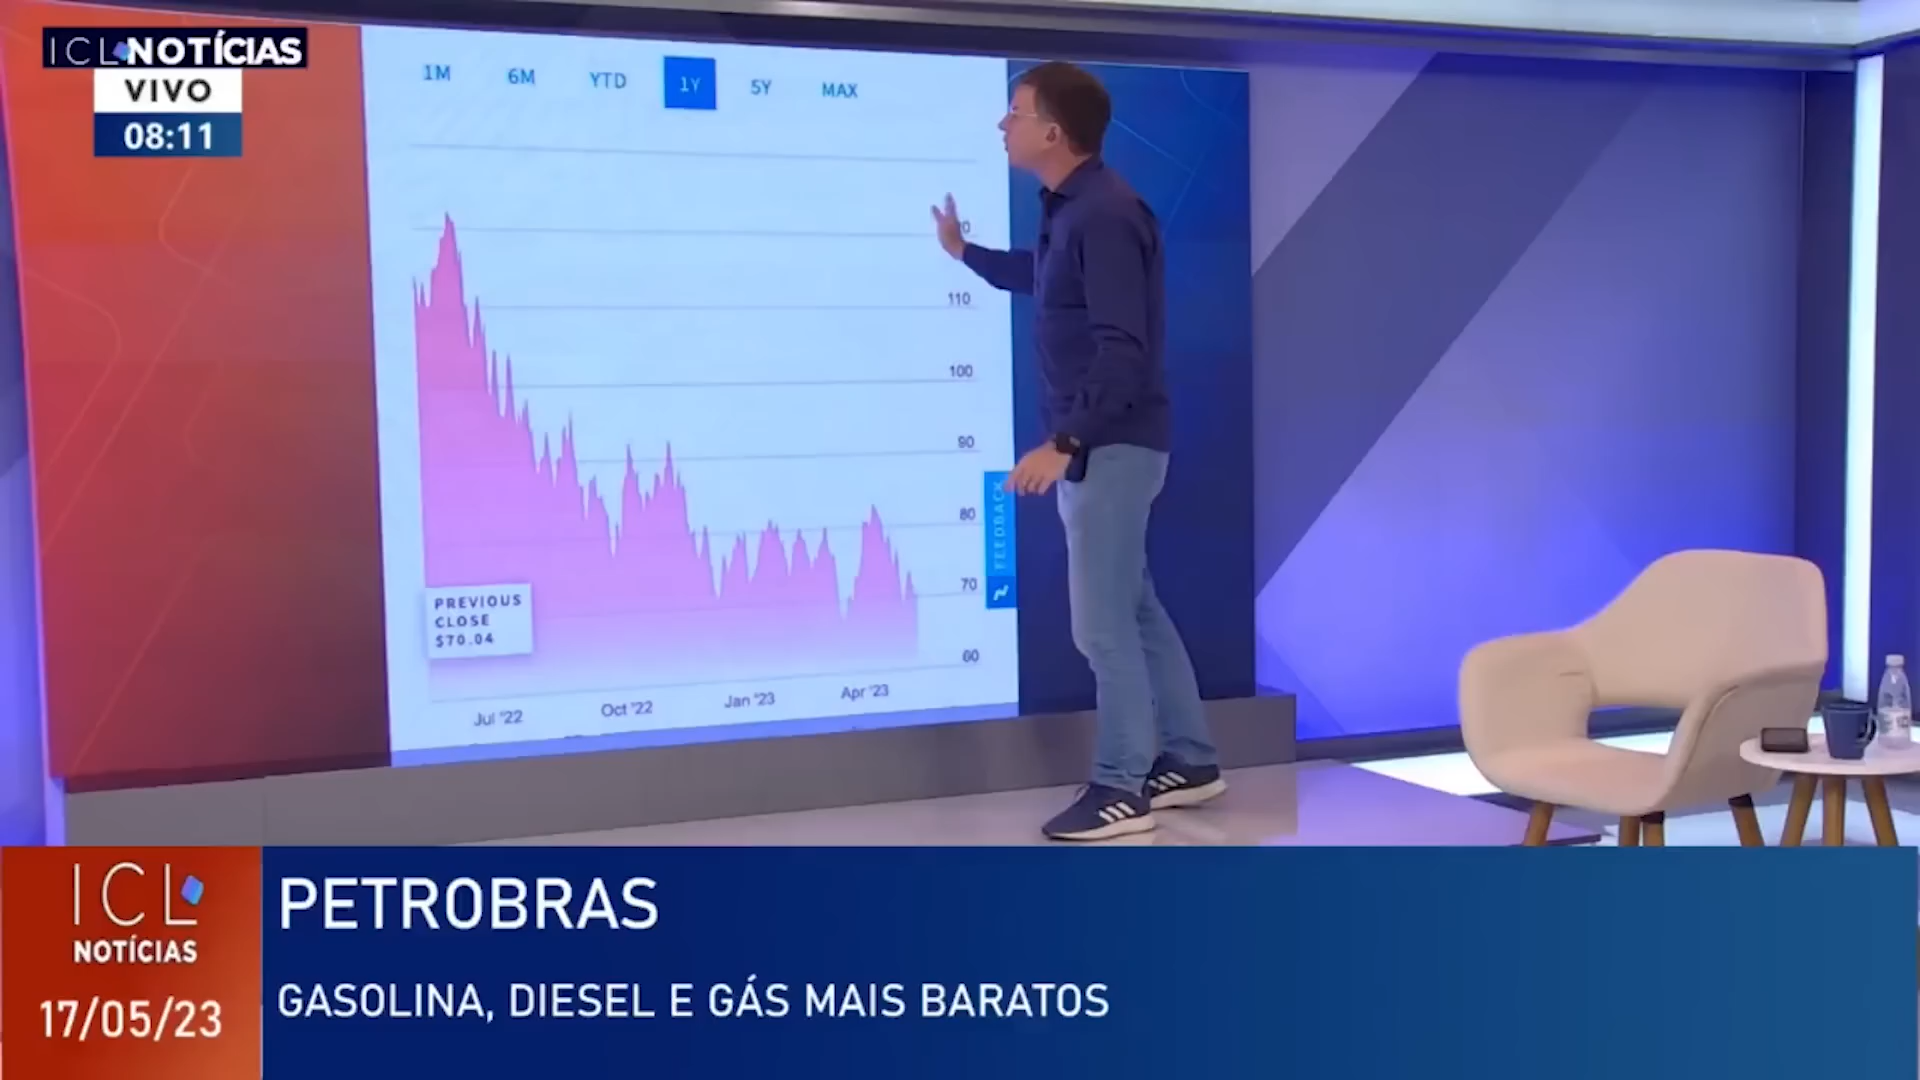 ICL NOTÍCIAS
VIVO
08:11
1M 6M YTD 1Y 5Y MAX
110
100
90
80
70
60
FEEDBACK
PREVIOUS
CLOSE
$70.04
Jul '22 Oct '22 Jan '23 Apr '23
ICL
NOTÍCIAS
17/05/23
PETROBRAS
GASOLINA, DIESEL E GÁS MAIS BARATOS